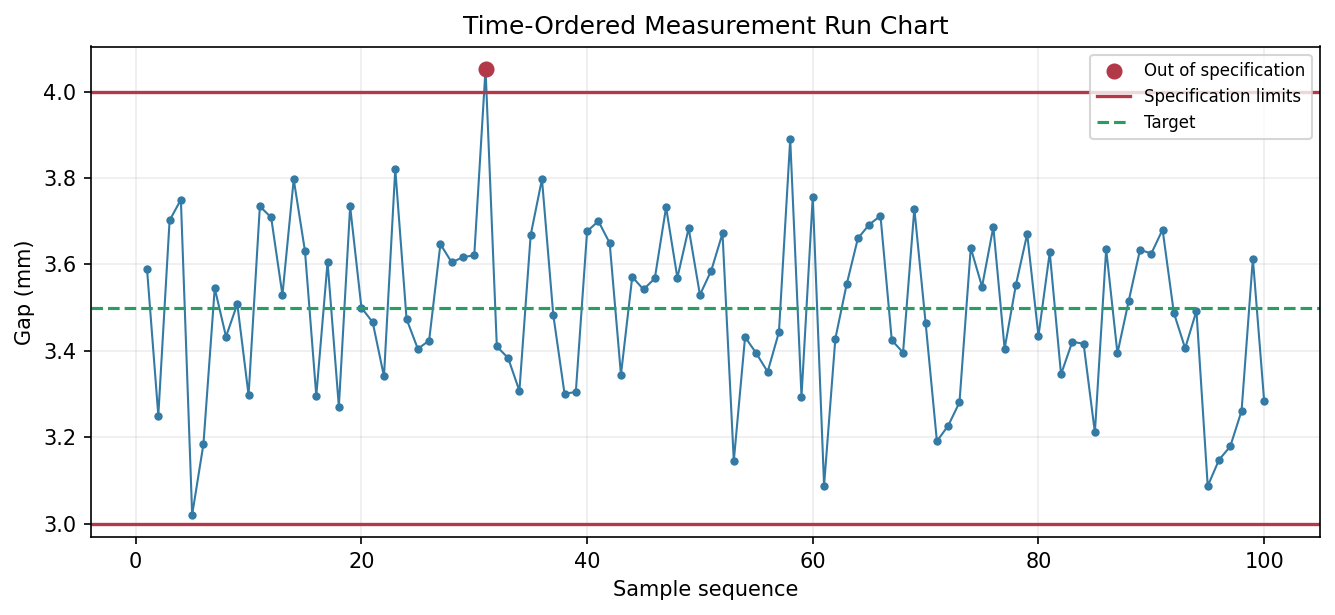 Time-Ordered Measurement Run Chart
Out of specification
Specification limits
Target
Gap (mm)
4.0
3.8
3.6
3.4
3.2
3.0
0 20 40 60 80 100
Sample sequence